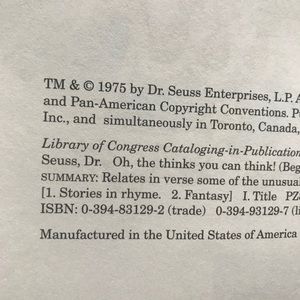 TM & © 1975 by Dr. Seuss Enterprises, L.P. A
and Pan-American Copyright Conventions. P
Inc., and simultaneously in Toronto, Canada,
Library of Congress Cataloging-in-Publication
Seuss, Dr. Oh, the thinks you can think! (Beg
SUMMARY: Relates in verse some of the unusua
[1. Stories in rhyme. 2. Fantasy] I. Title PZ8
ISBN: 0-394-83129-2 (trade) 0-394-93129-7 (li
Manufactured in the United States of America